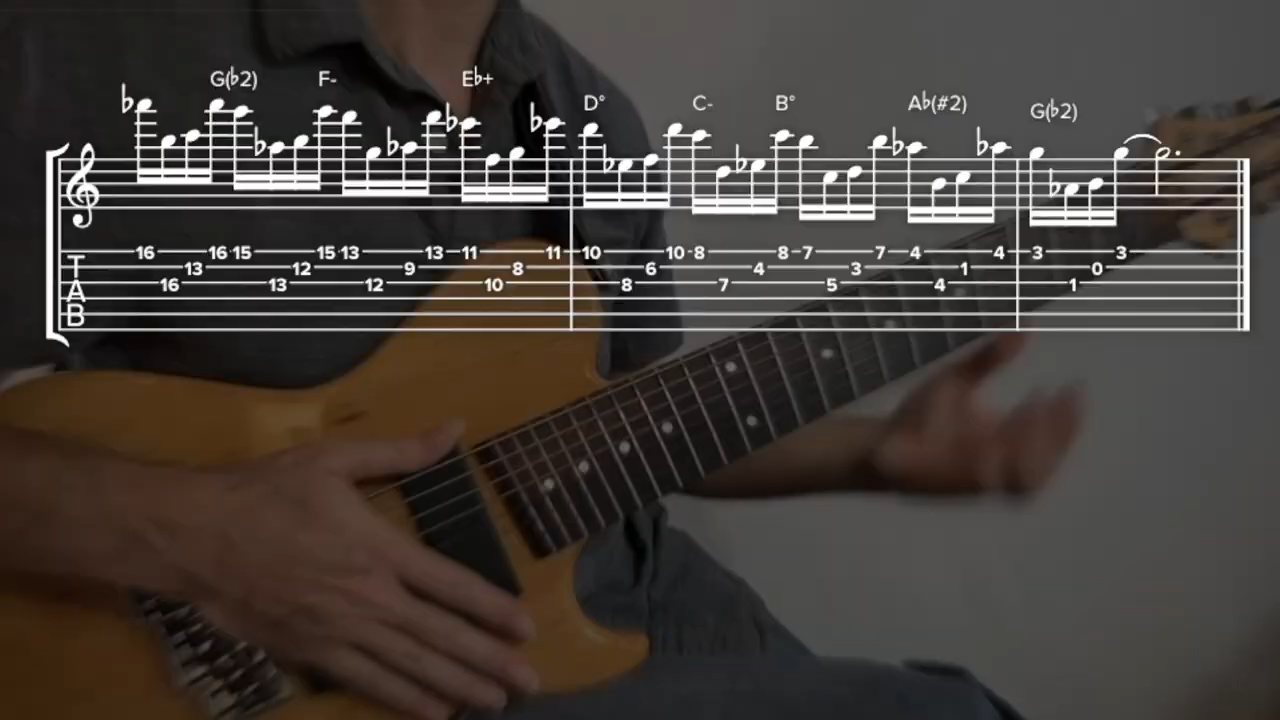 G(♭2) F- E♭+ D° C- B° A♭(#2) G(♭2)
16 16 15 15 13 13 11 11 10 10 8 8 7 7 4 4 3 3
T 13 12 9 8 6 4 3 1 0
A 16 13 12 10 8 7 5 4 1
B